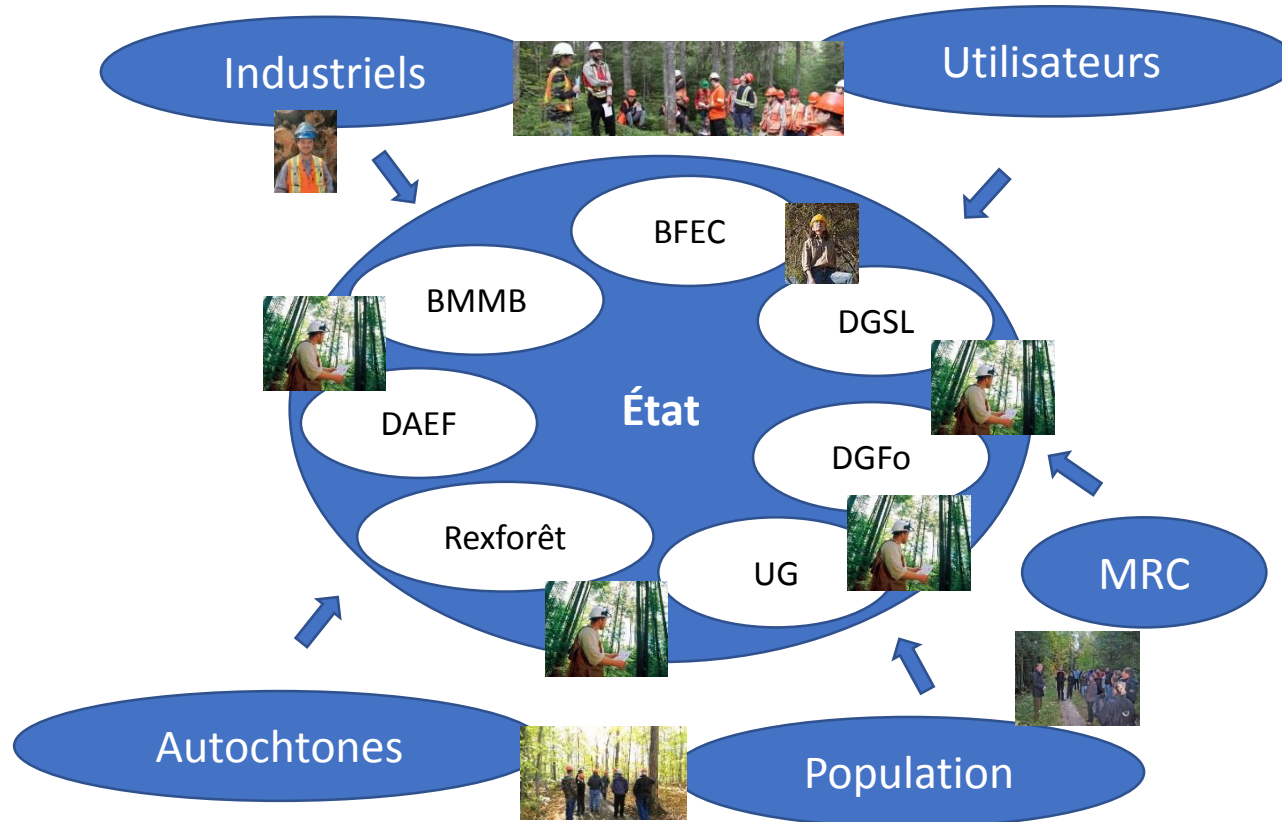 Industriels
Utilisateurs
BFEC
BMMB
DGSL
État
DAEF
DGFo
Rexforêt
UG
MRC
Autochtones
Population